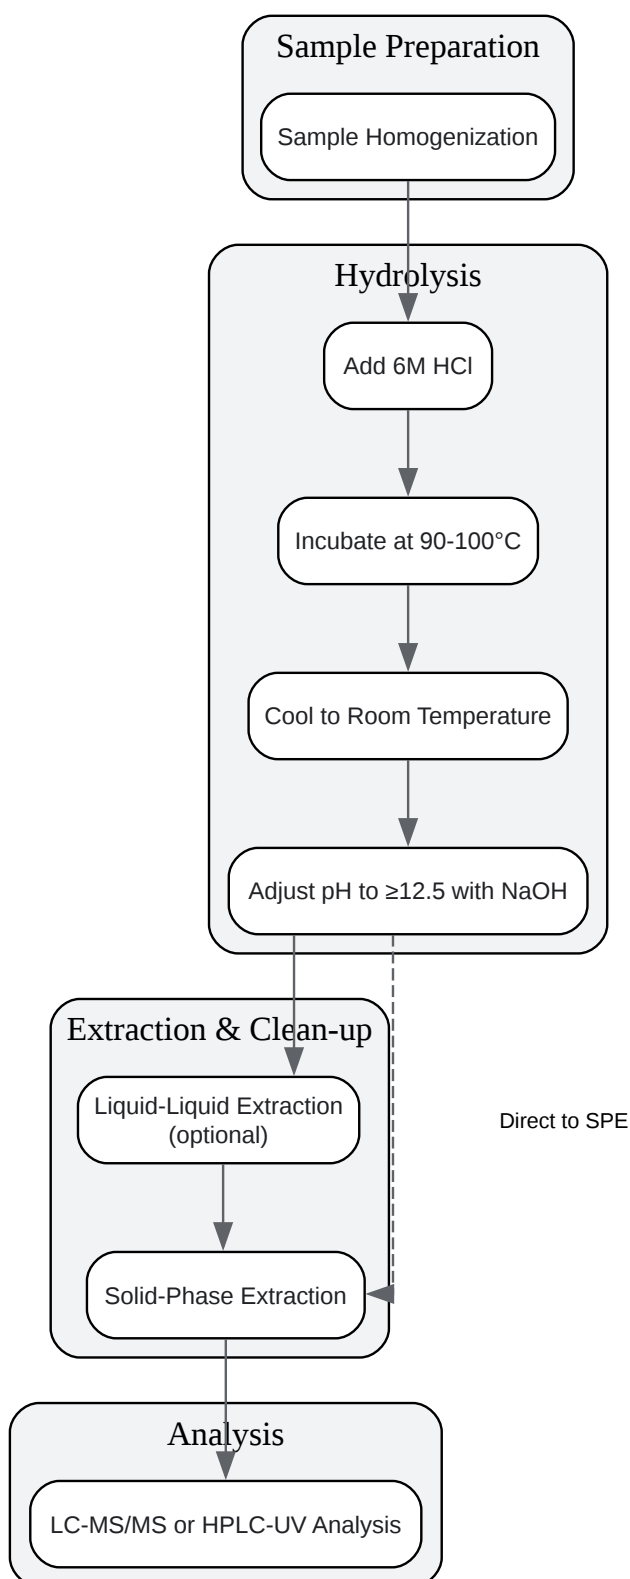 Sample Preparation
Sample Homogenization
Hydrolysis
Add 6M HCl
Incubate at 90-100°C
Cool to Room Temperature
Adjust pH to ≥12.5 with NaOH
Extraction & Clean-up
Liquid-Liquid Extraction
(optional)
Direct to SPE
Solid-Phase Extraction
Analysis
LC-MS/MS or HPLC-UV Analysis